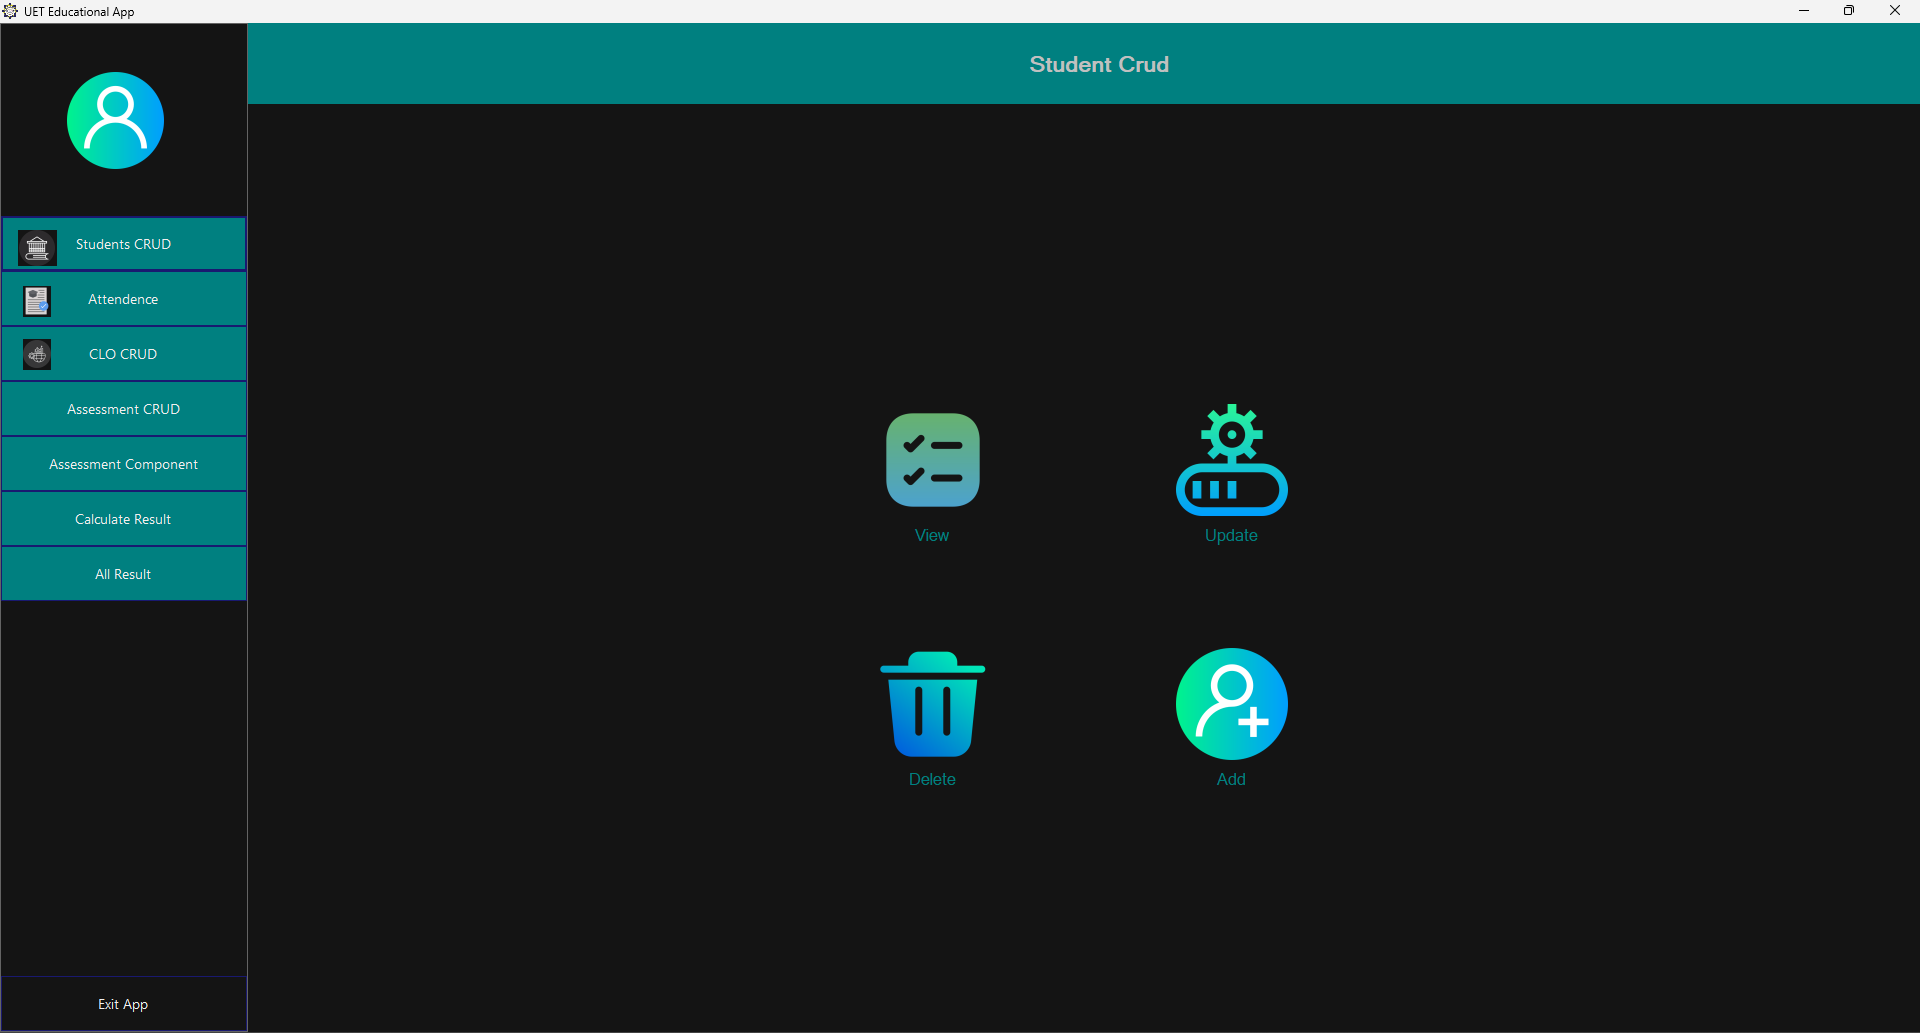 UET Educational App
Student Crud
Students CRUD
Attendence
CLO CRUD
Assessment CRUD
Assessment Component
Calculate Result
All Result
View
Update
Delete
Add
Exit App